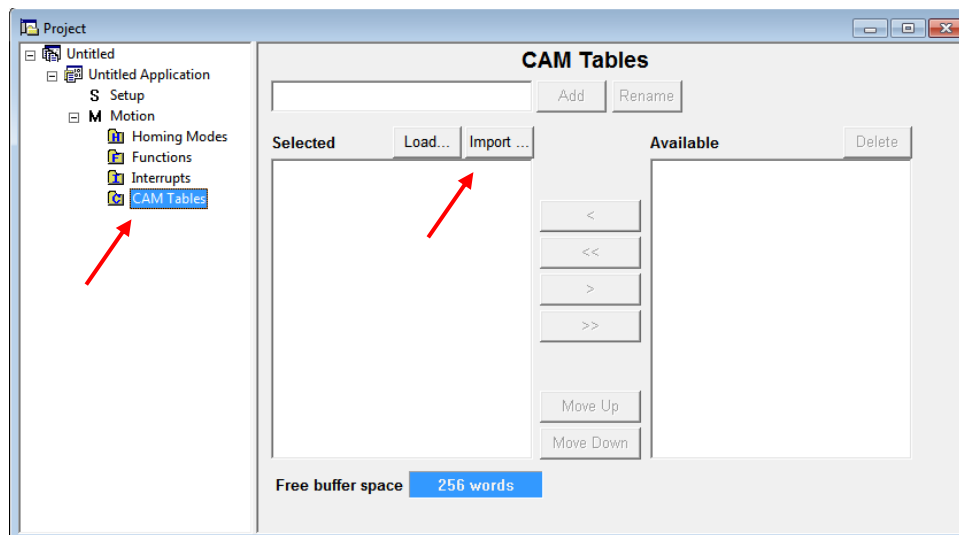 Project
Untitled
Untitled Application
S Setup
M Motion
H Homing Modes
F Functions
I Interrupts
C CAM Tables
CAM Tables
Add Rename
Selected Load... Import ... Available Delete
<
<<
>
>>
Move Up
Move Down
Free buffer space 256 words